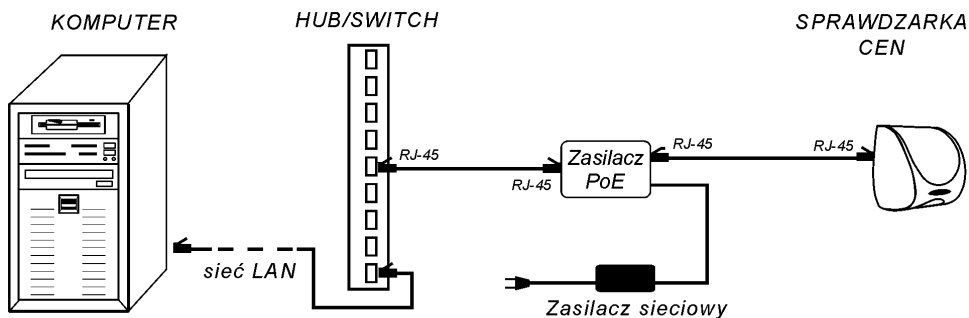 KOMPUTER
HUB/SWITCH
SPRAWDZARKA
CEN
RJ-45
RJ-45
Zasilacz
PoE
RJ-45
RJ-45
sieć LAN
Zasilacz sieciowy